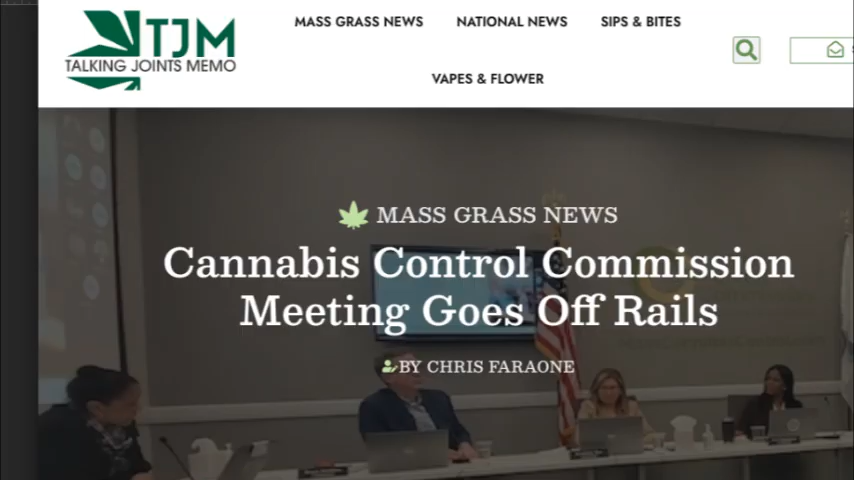 TJM
TALKING JOINTS MEMO
MASS GRASS NEWS
NATIONAL NEWS
SIPS & BITES
VAPES & FLOWER
MASS GRASS NEWS
Cannabis Control Commission
Meeting Goes Off Rails
BY CHRIS FARAONE